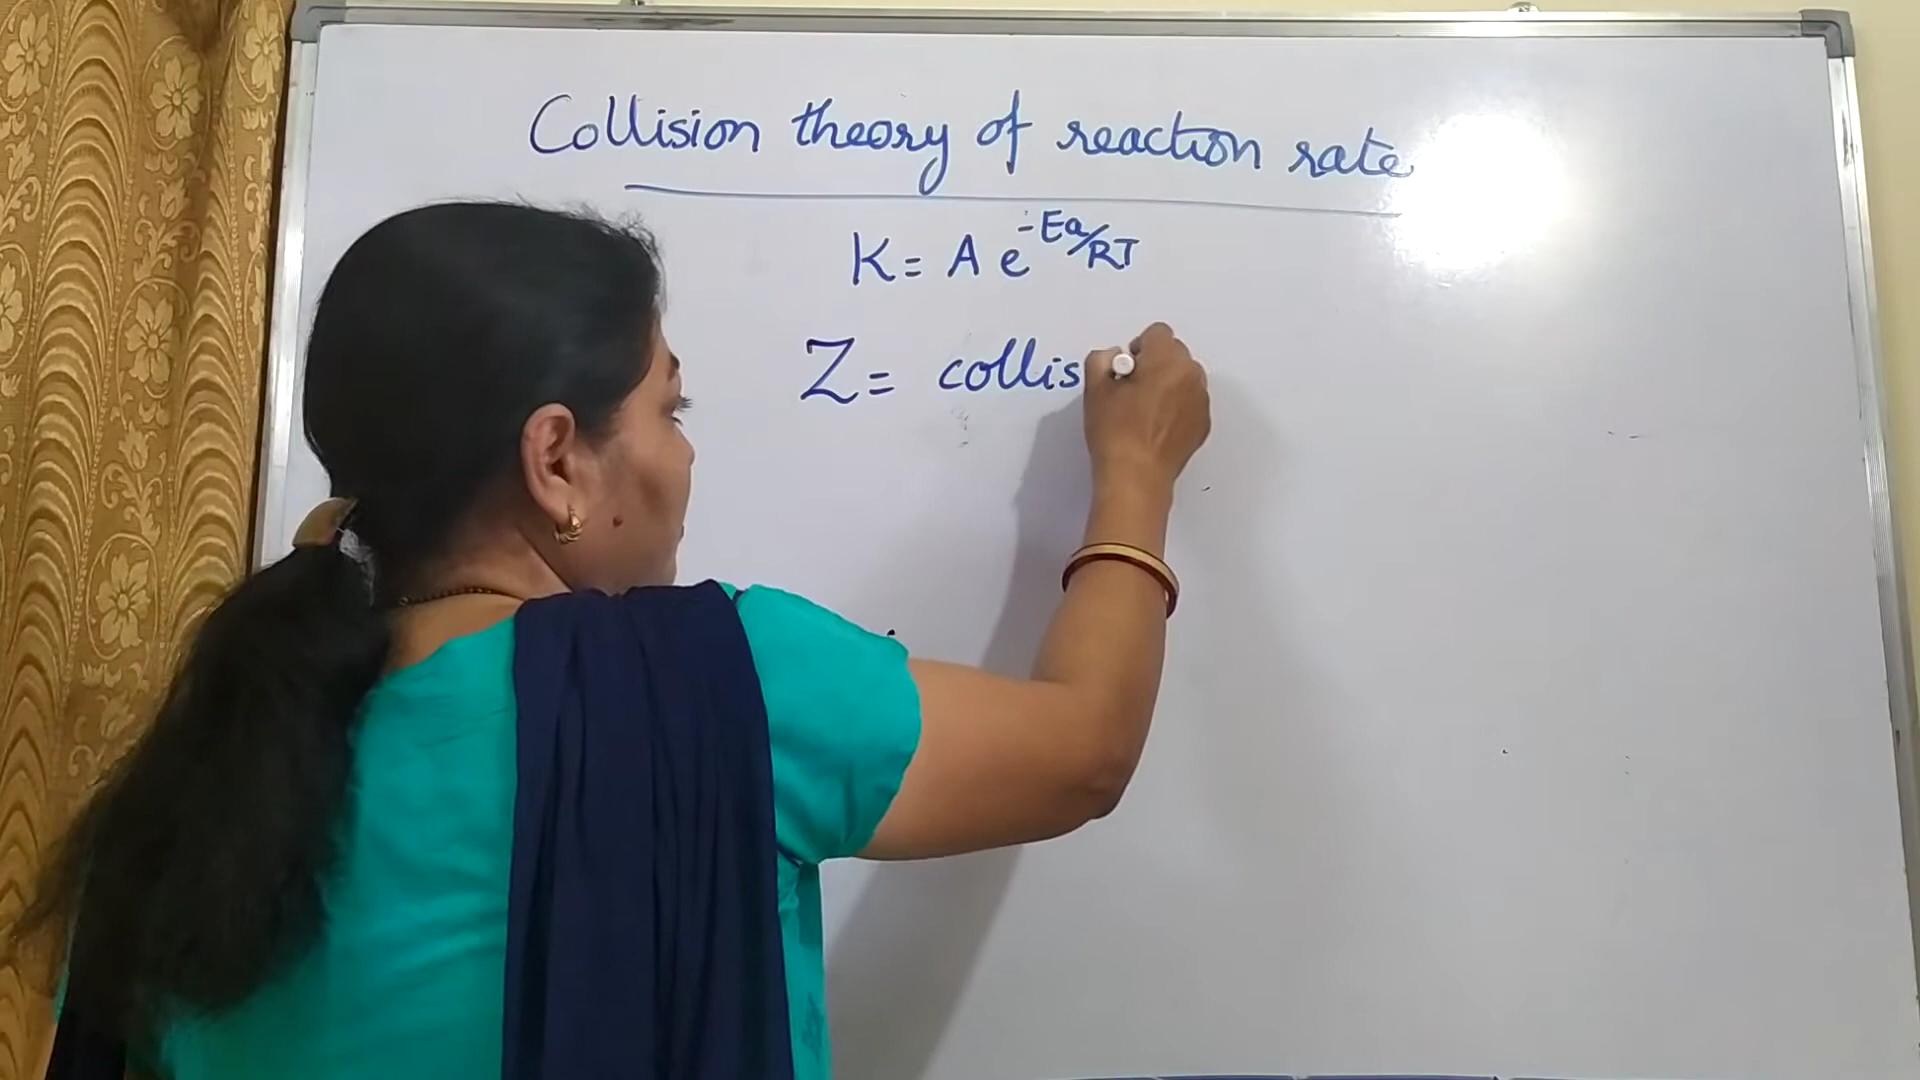 Collision theory of reaction rate
K = A e^-Ea/RT
Z = collis